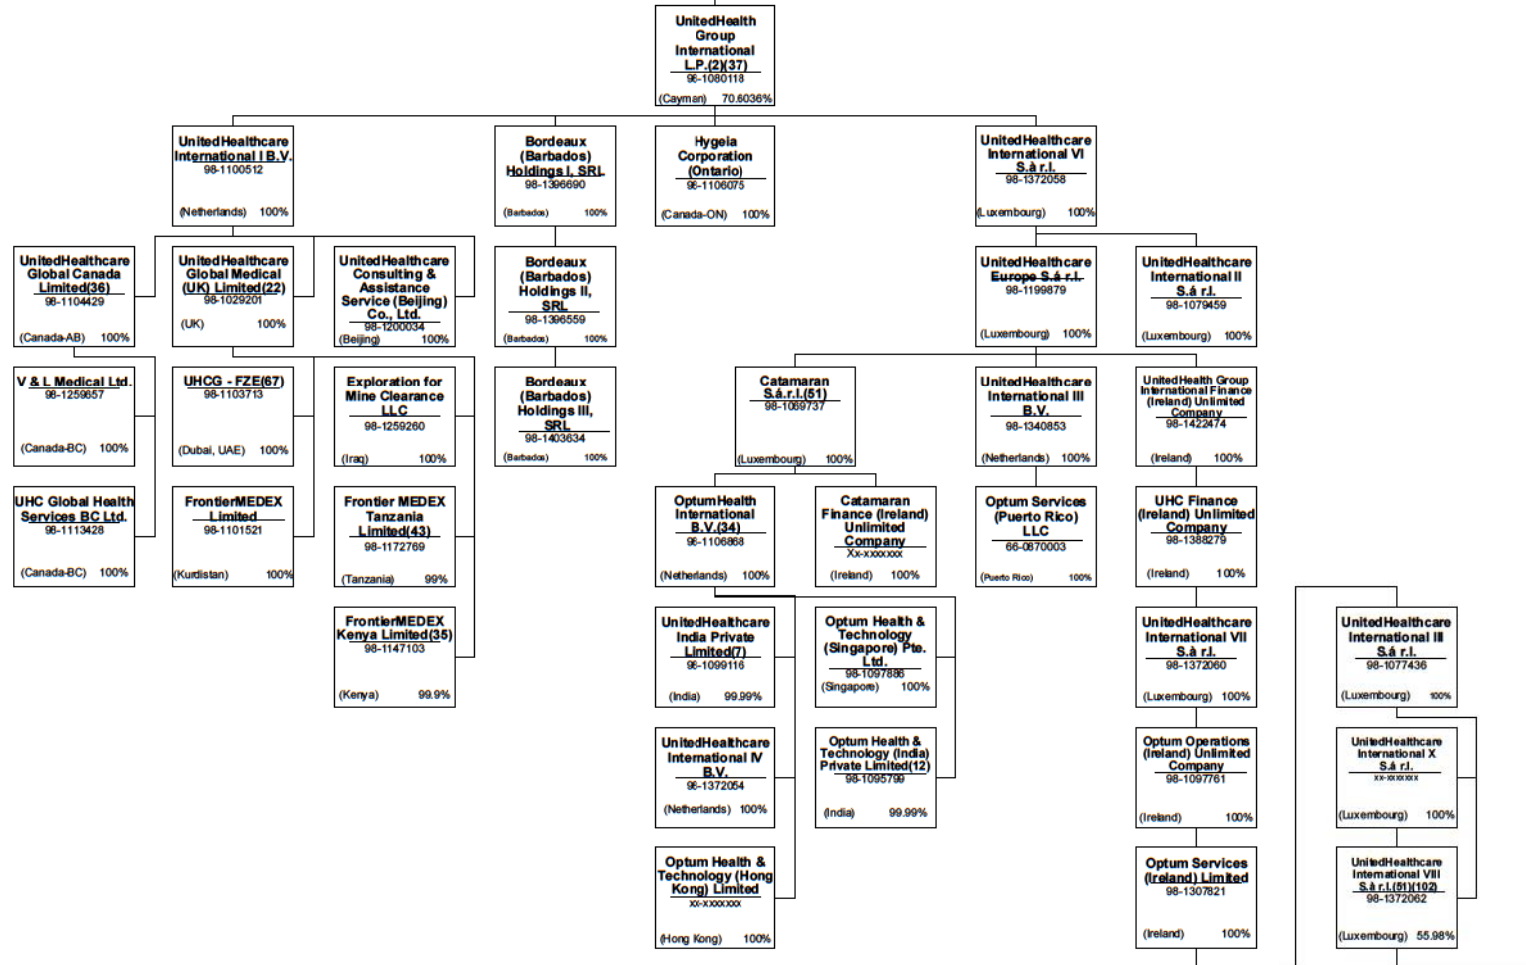 UnitedHealth
Group
International
L.P.(2)(37)
98-1080118
(Cayman) 70.6036%
UnitedHealthcare
International I B.V.
98-1100512
(Netherlands) 100%
Bordeaux
(Barbados)
Holdings I, SRL
98-1396690
(Barbados) 100%
Hygeia
Corporation
(Ontario)
98-1106075
(Canada-ON) 100%
UnitedHealthcare
International VI
S.à r.l.
98-1372058
(Luxembourg) 100%
UnitedHealthcare
Global Canada
Limited(36)
98-1104429
(Canada-AB) 100%
UnitedHealthcare
Global Medical
(UK) Limited(22)
98-1029201
(UK) 100%
UnitedHealthcare
Consulting &
Assistance
Service (Beijing)
Co., Ltd.
98-1200034
(Beijing) 100%
Bordeaux
(Barbados)
Holdings II,
SRL
98-1396559
(Barbados) 100%
UnitedHealthcare
Europe S.á r.l.
98-1199879
(Luxembourg) 100%
UnitedHealthcare
International II
S.á r.l.
98-1079459
(Luxembourg) 100%
V & L Medical Ltd.
98-1259657
(Canada-BC) 100%
UHCG - FZE(67)
98-1103713
(Dubai, UAE) 100%
Exploration for
Mine Clearance
LLC
98-1259260
(Iraq) 100%
Bordeaux
(Barbados)
Holdings III,
SRL
98-1403634
(Barbados) 100%
Catamaran
S.á.r.l.(51)
98-1069737
(Luxembourg) 100%
UnitedHealthcare
International III
B.V.
98-1340853
(Netherlands) 100%
UnitedHealth Group
International Finance
(Ireland) Unlimited
Company
98-1422474
(Ireland) 100%
UHC Global Health
Services BC Ltd.
98-1113428
(Canada-BC) 100%
FrontierMEDEX
Limited
98-1101521
(Kurdistan) 100%
Frontier MEDEX
Tanzania
Limited(43)
98-1172769
(Tanzania) 99%
OptumHealth
International
B.V.(34)
98-1106868
(Netherlands) 100%
Catamaran
Finance (Ireland)
Unlimited
Company
Xx-xxxxxxx
(Ireland) 100%
Optum Services
(Puerto Rico)
LLC
66-0870003
(Puerto Rico) 100%
UHC Finance
(Ireland) Unlimited
Company
98-1388279
(Ireland) 100%
FrontierMEDEX
Kenya Limited(35)
98-1147103
(Kenya) 99.9%
UnitedHealthcare
India Private
Limited(7)
98-1099116
(India) 99.99%
Optum Health &
Technology
(Singapore) Pte.
Ltd.
98-1097886
(Singapore) 100%
UnitedHealthcare
International VII
S.à r.l.
98-1372060
(Luxembourg) 100%
UnitedHealthcare
International III
S.á r.l.
98-1077436
(Luxembourg) 100%
UnitedHealthcare
International IV
B.V.
98-1372054
(Netherlands) 100%
Optum Health &
Technology (India)
Private Limited(12)
98-1095799
(India) 99.99%
Optum Operations
(Ireland) Unlimited
Company
98-1097761
(Ireland) 100%
UnitedHealthcare
International X
S.á r.l.
xx-xxxxxxx
(Luxembourg) 100%
Optum Health &
Technology (Hong
Kong) Limited
xx-xxxxxxx
(Hong Kong) 100%
Optum Services
(Ireland) Limited
98-1307821
(Ireland) 100%
UnitedHealthcare
International VIII
S.à r.l.(51)(102)
98-1372062
(Luxembourg) 55.98%